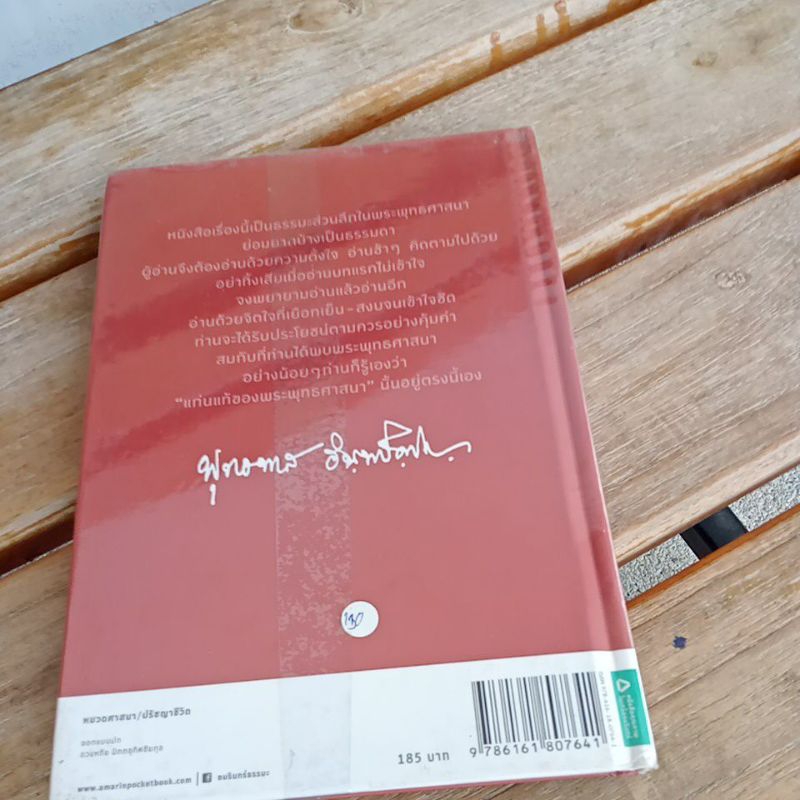 หนังสือเรื่องนี้เป็นธรรมะส่วนลึกในพระพุทธศาสนา
ย่อมยากบ้างเป็นธรรมดา
ผู้อ่านจึงต้องอ่านด้วยความตั้งใจ อ่านช้าๆ คิดตามไปด้วย
อย่าทิ้งเสียเมื่ออ่านบทแรกไม่เข้าใจ
จงพยายามอ่านแล้วอ่านอีก
อ่านด้วยจิตใจที่เยือกเย็น - สงบจนเข้าใจชัด
ท่านจะได้รับประโยชน์ตามควรอย่างคุ้มค่า
สมกับที่ท่านได้พบพระพุทธศาสนา
อย่างน้อยๆ ท่านก็รู้เองว่า
“แก่นแท้ของพระพุทธศาสนา” นั้นอยู่ตรงนี้เอง
พุทธทาส อินทปัญโญ
130
หมวดศาสนา/ปรัชญาชีวิต
ออกแบบปก
185 บาท
9 786161 807641
www.amarinpocketbook.com | อมรินทร์ธรรมะ